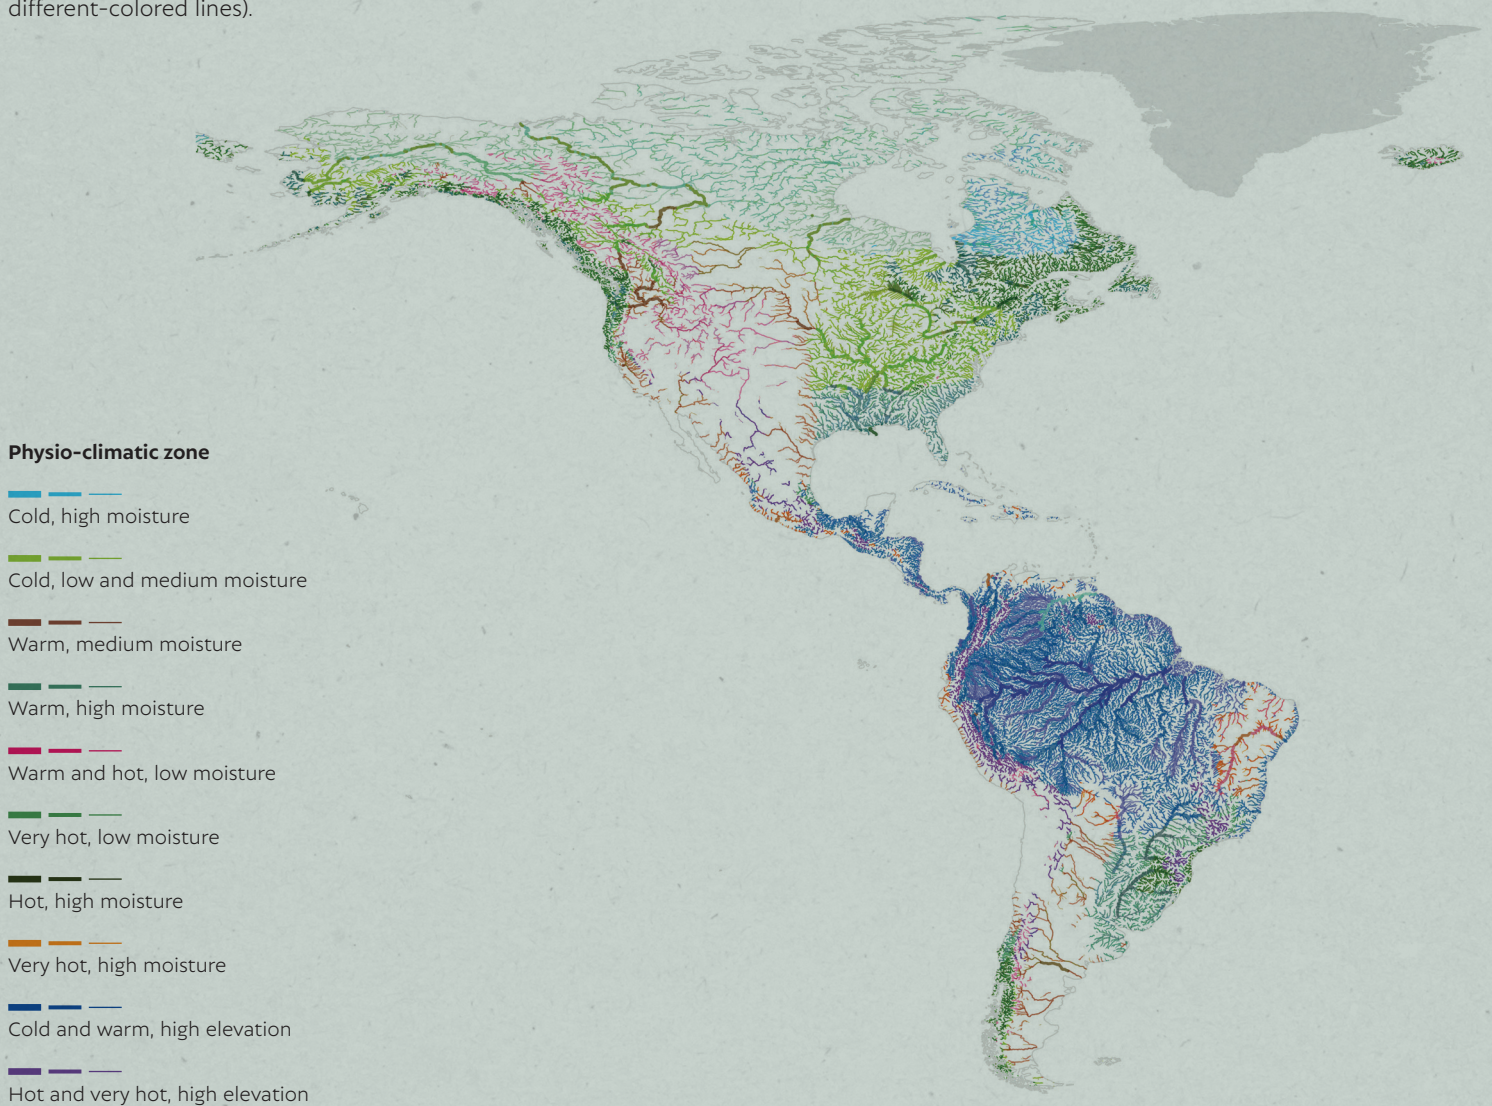 different-colored lines).
Physio-climatic zone
Cold, high moisture
Cold, low and medium moisture
Warm, medium moisture
Warm, high moisture
Warm and hot, low moisture
Very hot, low moisture
Hot, high moisture
Very hot, high moisture
Cold and warm, high elevation
Hot and very hot, high elevation